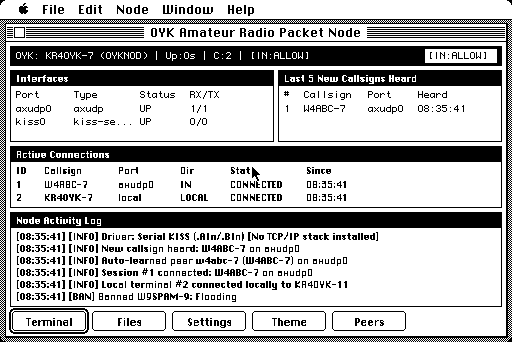 File Edit Node Window Help
OYK Amateur Radio Packet Node
OYK: KR4OYK-7 (OYKNOD) | Up:0s | C:2 | [IN:ALLOW] [IN:ALLOW]
Interfaces
Port Type Status RX/TX
axudp0 axudp UP 1/1
kiss0 kiss-se... UP 0/0
Last 5 New Callsigns Heard
# Callsign Port Heard
1 W4ABC-7 axudp0 08:35:41
Active Connections
ID Callsign Port Dir Stat Since
1 W4ABC-7 axudp0 IN CONNECTED 08:35:41
2 KR4OYK-7 local LOCAL CONNECTED 08:35:41
Node Activity Log
[08:35:41] [INFO] Driver: Serial KISS (.AIn/.BIn) [No TCP/IP stack installed]
[08:35:41] [INFO] New callsign heard: W4ABC-7 on axudp0
[08:35:41] [INFO] Auto-learned peer w4abc-7 (W4ABC-7) on axudp0
[08:35:41] [INFO] Session #1 connected: W4ABC-7 on axudp0
[08:35:41] [INFO] Local terminal #2 connected locally to KR4OYK-11
[08:35:41] [BAN] Banned W9SPAM-9: Flooding
Terminal Files Settings Theme Peers